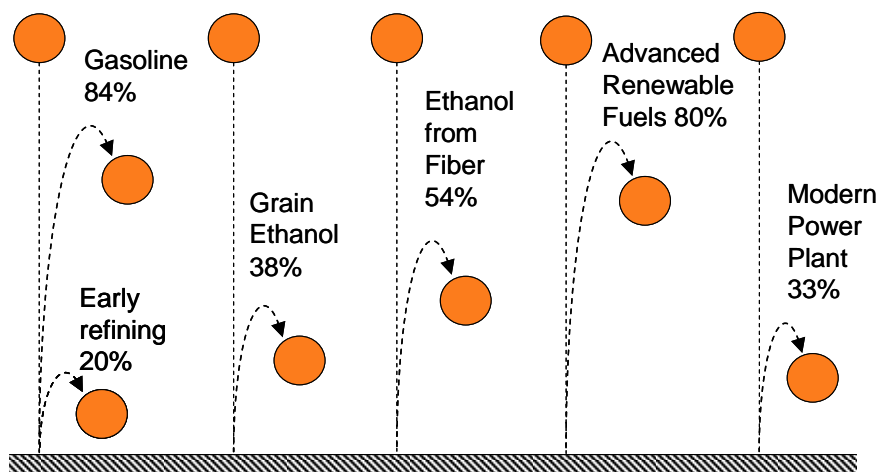 Gasoline
84%
Early
refining
20%
Grain
Ethanol
38%
Ethanol
from
Fiber
54%
Advanced
Renewable
Fuels 80%
Modern
Power
Plant
33%